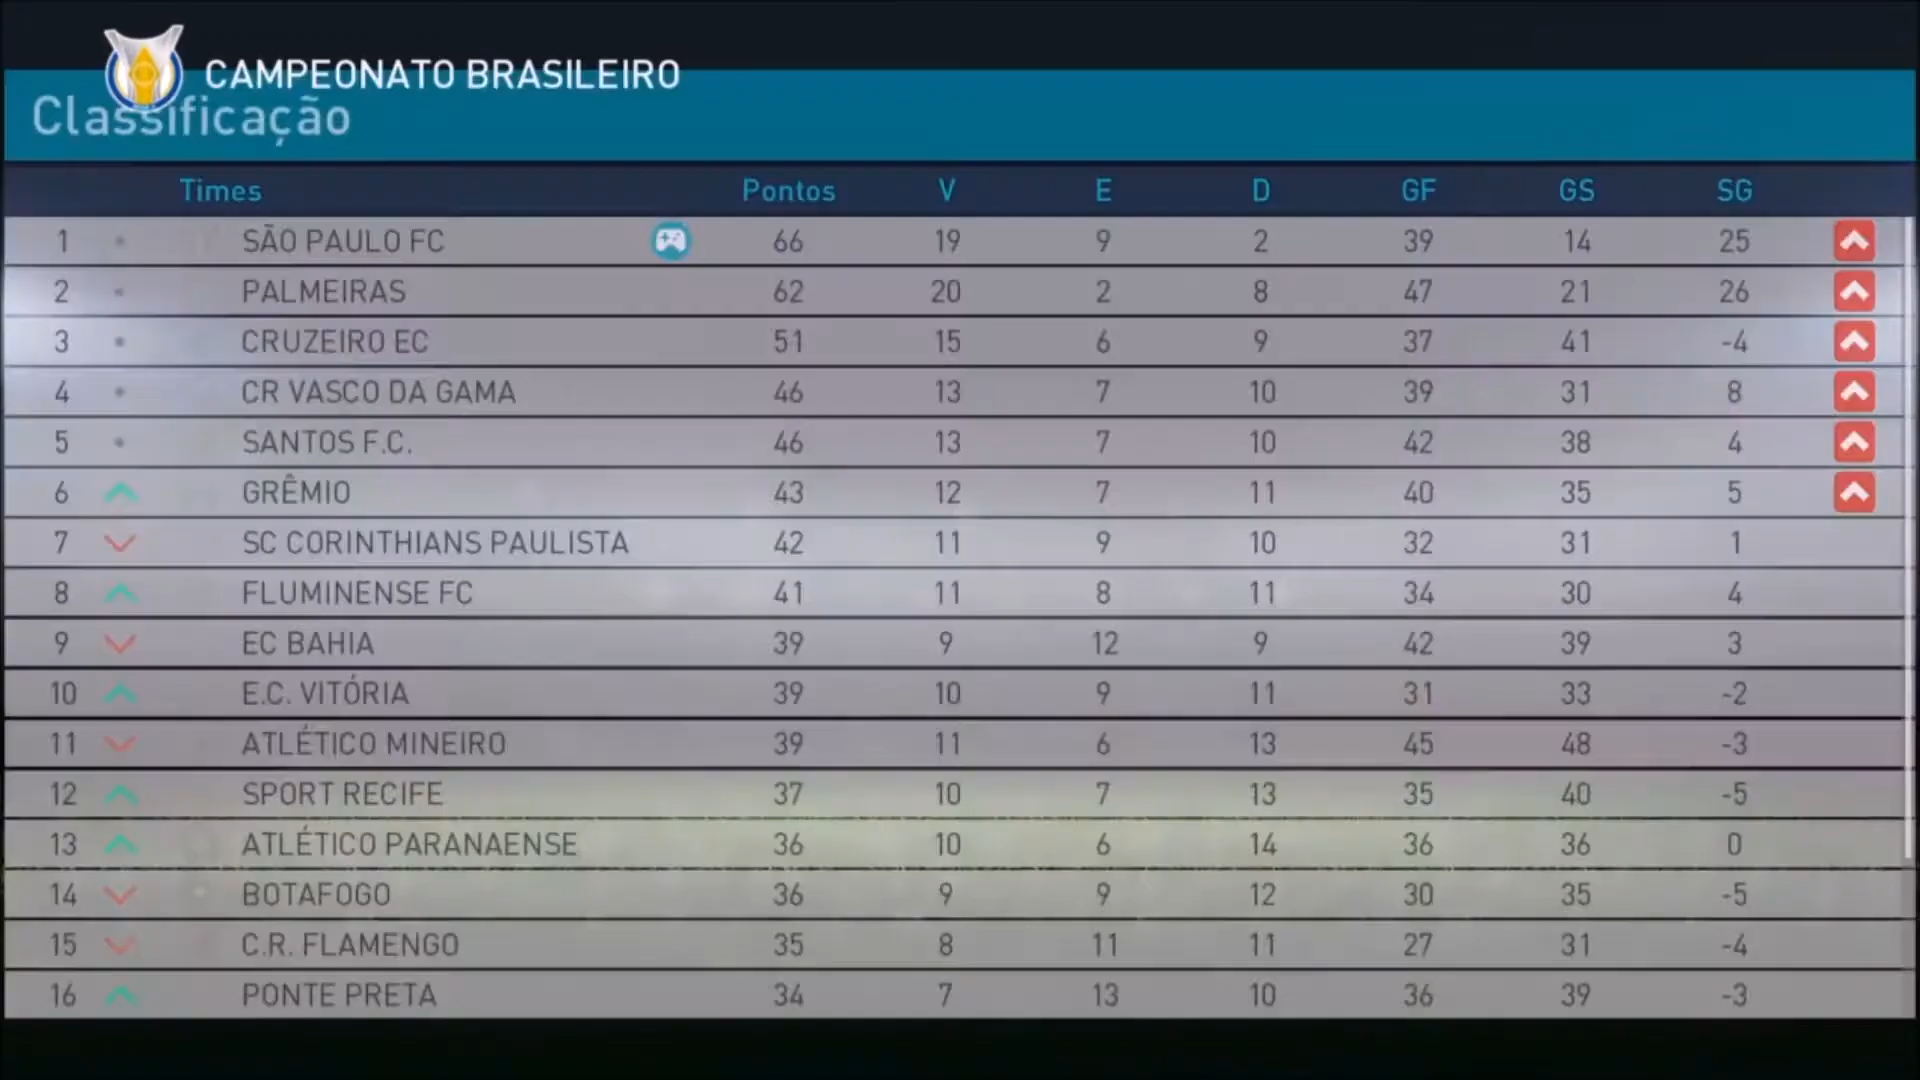 CAMPEONATO BRASILEIRO
Classificação
Times Pontos V E D GF GS SG
1 SÃO PAULO FC 66 19 9 2 39 14 25
2 PALMEIRAS 62 20 2 8 47 21 26
3 CRUZEIRO EC 51 15 6 9 37 41 -4
4 CR VASCO DA GAMA 46 13 7 10 39 31 8
5 SANTOS F.C. 46 13 7 10 42 38 4
6 GRÊMIO 43 12 7 11 40 35 5
7 SC CORINTHIANS PAULISTA 42 11 9 10 32 31 1
8 FLUMINENSE FC 41 11 8 11 34 30 4
9 EC BAHIA 39 9 12 9 42 39 3
10 E.C. VITÓRIA 39 10 9 11 31 33 -2
11 ATLÉTICO MINEIRO 39 11 6 13 45 48 -3
12 SPORT RECIFE 37 10 7 13 35 40 -5
13 ATLÉTICO PARANAENSE 36 10 6 14 36 36 0
14 BOTAFOGO 36 9 9 12 30 35 -5
15 C.R. FLAMENGO 35 8 11 11 27 31 -4
16 PONTE PRETA 34 7 13 10 36 39 -3